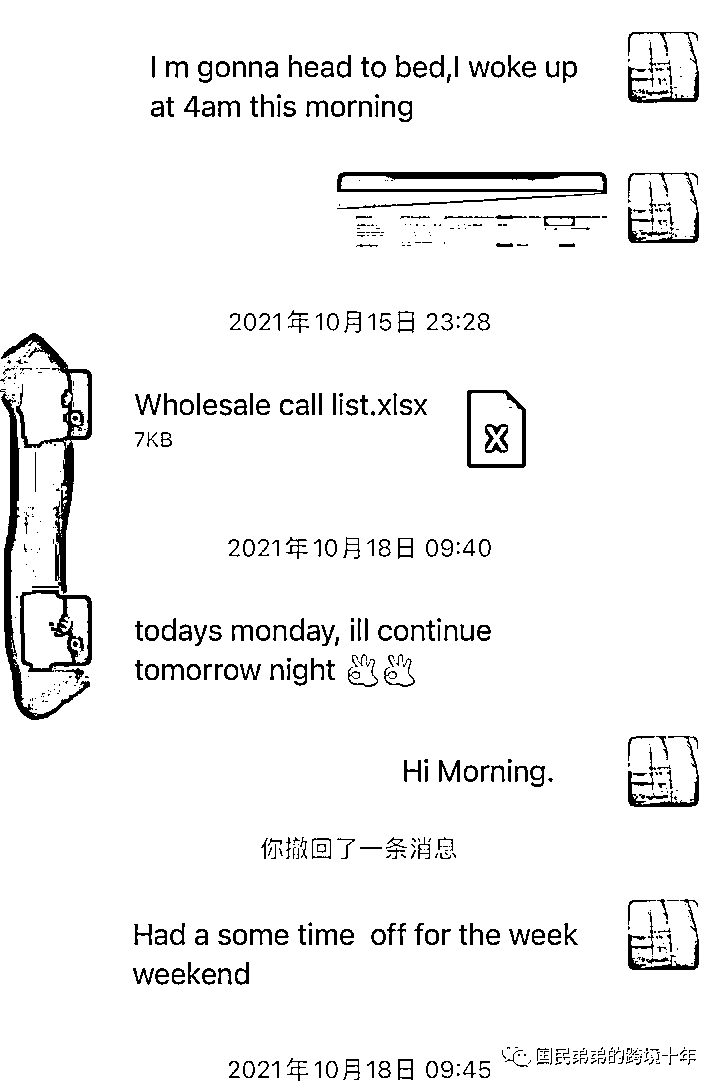 I m gonna head to bed,I woke up
at 4am this morning
2021年10月15日 23:28
Wholesale call list.xlsx
7KB
X
2021年10月18日 09:40
todays monday, ill continue
tomorrow night 👌👌
Hi Morning.
你撤回了一条消息
Had a some time  off for the week
weekend
2021年10月18日 09:45
国民弟弟的跨境十年